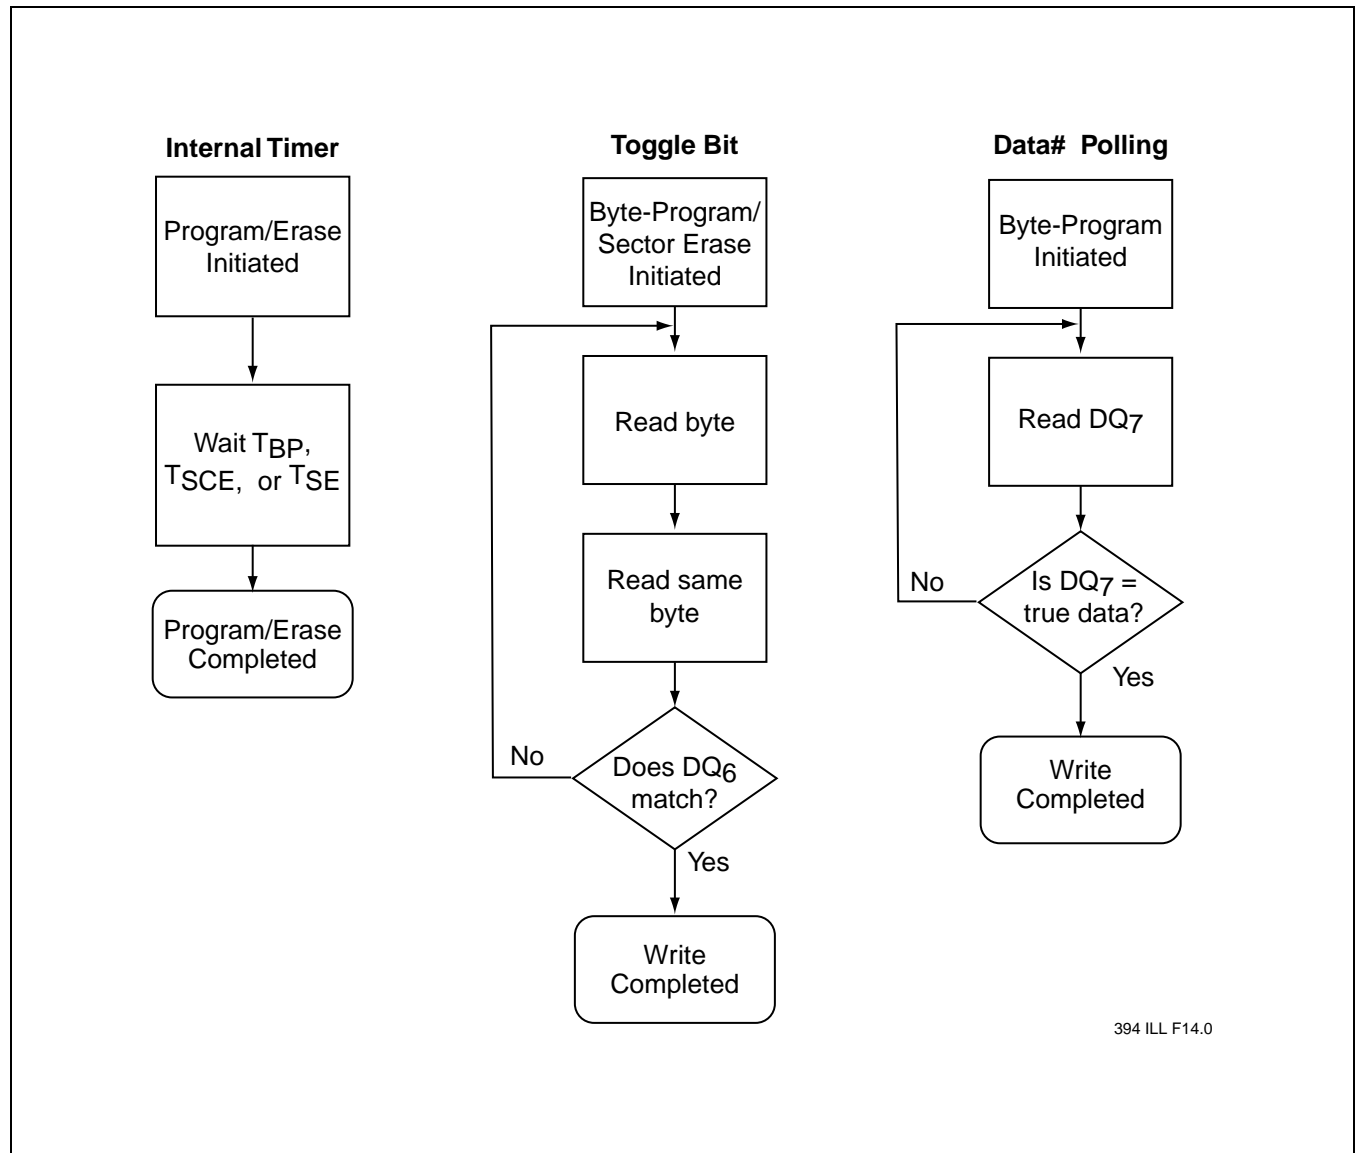 Internal Timer
Program/Erase
Initiated
Wait TBP,
TSCE, or TSE
Program/Erase
Completed
Toggle Bit
Byte-Program/
Sector Erase
Initiated
Read byte
Read same
byte
No
Does DQ6
match?
Yes
Write
Completed
Data# Polling
Byte-Program
Initiated
Read DQ7
No
Is DQ7 =
true data?
Yes
Write
Completed
394 ILL F14.0